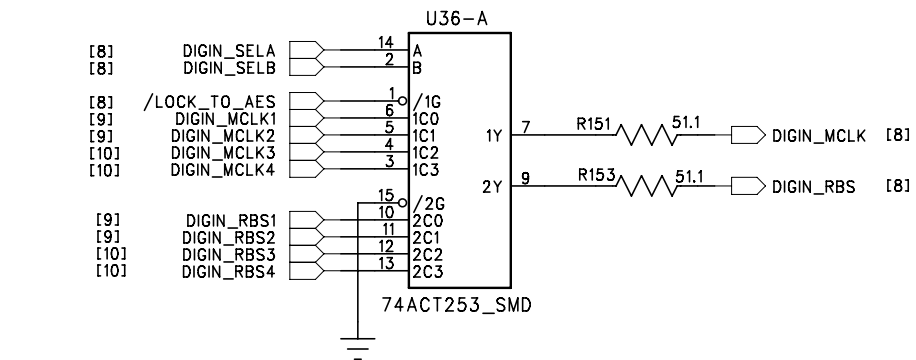 U36-A
[8] DIGIN_SELA 14 A
[8] DIGIN_SELB 2 B
[8] /LOCK_TO_AES 1 /1G
[9] DIGIN_MCLK1 6 1C0
[9] DIGIN_MCLK2 5 1C1 1Y 7 R151 51.1 DIGIN_MCLK [8]
[10] DIGIN_MCLK3 4 1C2
[10] DIGIN_MCLK4 3 1C3
2Y 9 R153 51.1 DIGIN_RBS [8]
15 /2G
[9] DIGIN_RBS1 10 2C0
[9] DIGIN_RBS2 11 2C1
[10] DIGIN_RBS3 12 2C2
[10] DIGIN_RBS4 13 2C3
74ACT253_SMD